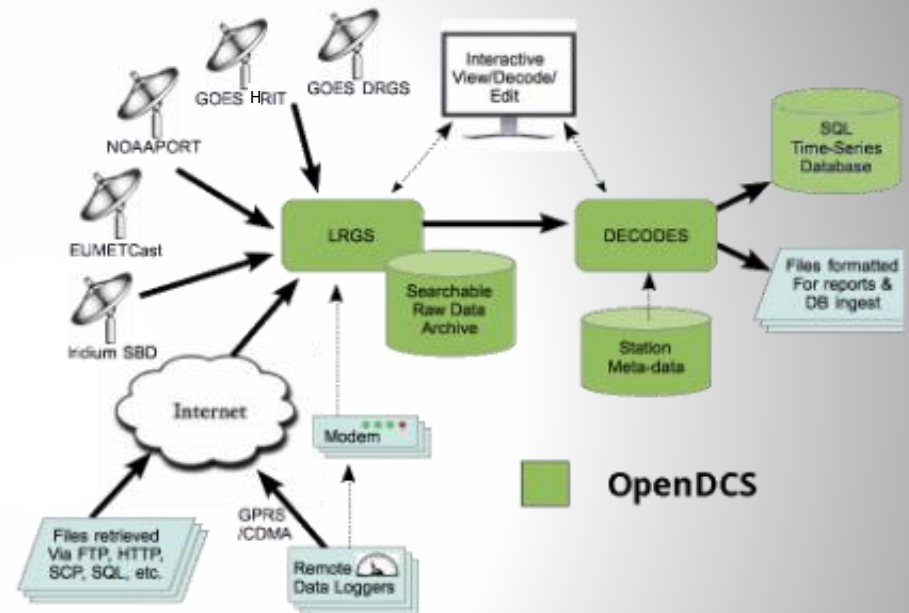 GOES HRIT
GOES DRGS
NOAAPORT
EUMETCast
Iridium SBD
Interactive
View/Decode/
Edit
SQL
Time-Series
Database
LRGS
DECODES
Searchable
Raw Data
Archive
Files formatted
For reports &
DB ingest
Station
Meta-data
Internet
Modem
OpenDCS
GPRS
/CDMA
Files retrieved
Via FTP, HTTP,
SCP, SQL, etc.
Remote
Data Loggers